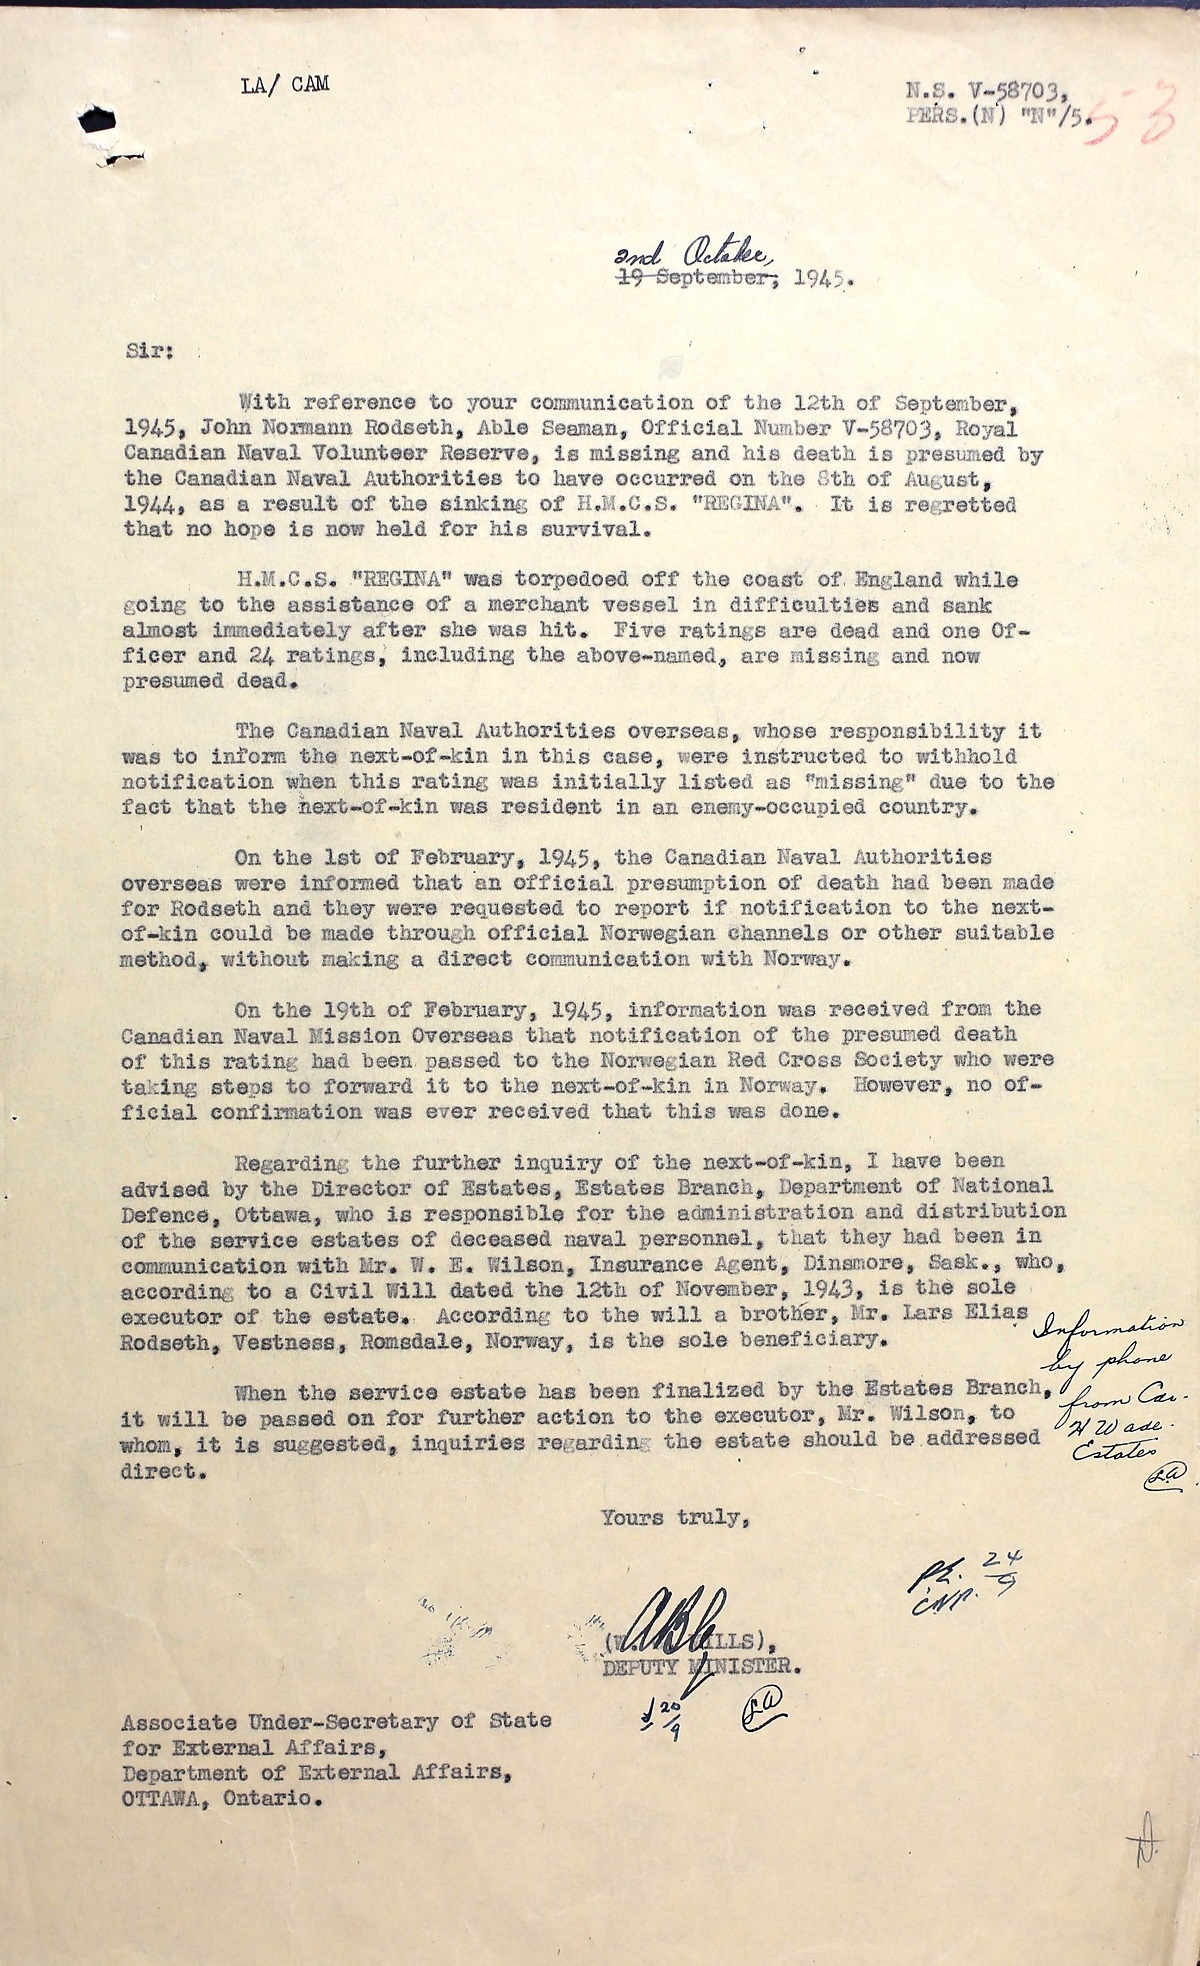 LA/ CAM
N.S. V-58703,
PERS.(N) "N"/5.
53
2nd October,
19 September, 1945.
Sir:
With reference to your communication of the 12th of September,
1945, John Normann Rodseth, Able Seaman, Official Number V-58703, Royal
Canadian Naval Volunteer Reserve, is missing and his death is presumed by
the Canadian Naval Authorities to have occurred on the 8th of August,
1944, as a result of the sinking of H.M.C.S. "REGINA". It is regretted
that no hope is now held for his survival.
H.M.C.S. "REGINA" was torpedoed off the coast of England while
going to the assistance of a merchant vessel in difficulties and sank
almost immediately after she was hit. Five ratings are dead and one Of-
ficer and 24 ratings, including the above-named, are missing and now
presumed dead.
The Canadian Naval Authorities overseas, whose responsibility it
was to inform the next-of-kin in this case, were instructed to withhold
notification when this rating was initially listed as "missing" due to the
fact that the next-of-kin was resident in an enemy-occupied country.
On the 1st of February, 1945, the Canadian Naval Authorities
overseas were informed that an official presumption of death had been made
for Rodseth and they were requested to report if notification to the next-
of-kin could be made through official Norwegian channels or other suitable
method, without making a direct communication with Norway.
On the 19th of February, 1945, information was received from the
Canadian Naval Mission Overseas that notification of the presumed death
of this rating had been passed to the Norwegian Red Cross Society who were
taking steps to forward it to the next-of-kin in Norway. However, no of-
ficial confirmation was ever received that this was done.
Regarding the further inquiry of the next-of-kin, I have been
advised by the Director of Estates, Estates Branch, Department of National
Defence, Ottawa, who is responsible for the administration and distribution
of the service estates of deceased naval personnel, that they had been in
communication with Mr. W. E. Wilson, Insurance Agent, Dinsmore, Sask., who,
according to a Civil Will dated the 12th of November, 1943, is the sole
executor of the estate. According to the will a brother, Mr. Lars Elias
Rodseth, Vestness, Romsdale, Norway, is the sole beneficiary.
Information
by phone
from
Wade.
Estates
LA
When the service estate has been finalized by the Estates Branch,
it will be passed on for further action to the executor, Mr. Wilson, to
whom, it is suggested, inquiries regarding the estate should be addressed
direct.
Yours truly,
24
9
(W. MILLS),
DEPUTY MINISTER.
20
9
LA
Associate Under-Secretary of State
for External Affairs,
Department of External Affairs,
OTTAWA, Ontario.